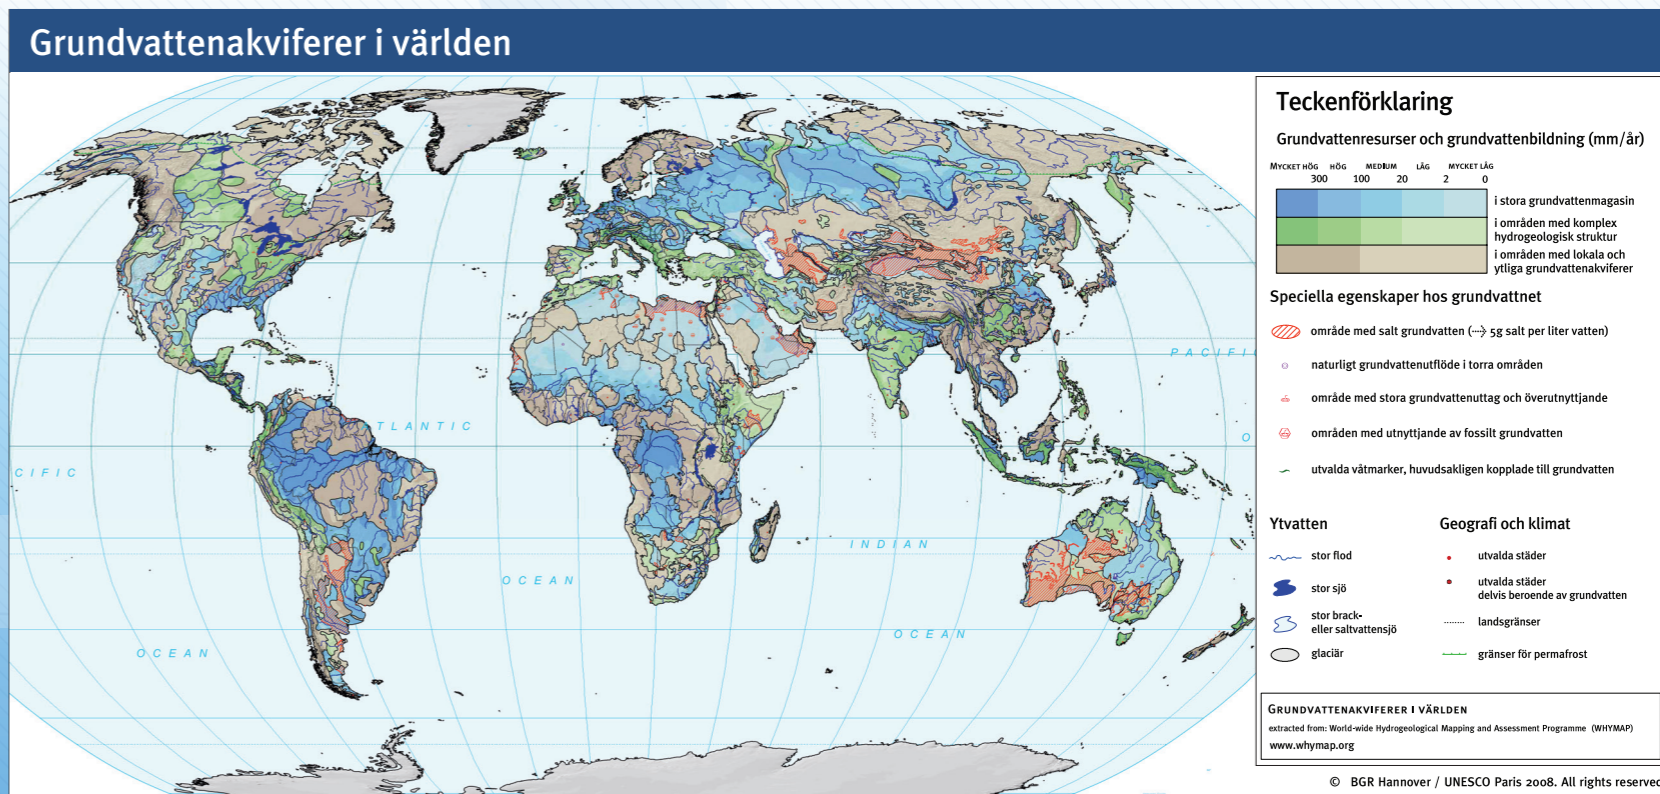 Grundvattenakviferer i världen
Teckenförklaring
Grundvattenresurser och grundvattenbildning (mm/år)
MYCKET HÖG HÖG MEDIUM LÅG MYCKET LÅG
300 100 20 2 0
i stora grundvattenmagasin
i områden med komplex
hydrogeologisk struktur
i områden med lokala och
ytliga grundvattenakviferer
Speciella egenskaper hos grundvattnet
område med salt grundvatten (····> 5g salt per liter vatten)
naturligt grundvattenutflöde i torra områden
område med stora grundvattenuttag och överutnyttjande
områden med utnyttjande av fossilt grundvatten
utvalda våtmarker, huvudsakligen kopplade till grundvatten
Ytvatten
stor flod
stor sjö
stor brack-
eller saltvattensjö
glaciär
Geografi och klimat
utvalda städer
utvalda städer
delvis beroende av grundvatten
landsgränser
gränser för permafrost
GRUNDVATTENAKVIFERER I VÄRLDEN
extracted from: World-wide Hydrogeological Mapping and Assessment Programme (WHYMAP)
www.whymap.org
© BGR Hannover / UNESCO Paris 2008. All rights reserved
PACIFI
O
TLANTIC
CIFIC
INDIAN
OCEAN
OCEAN
OCEAN